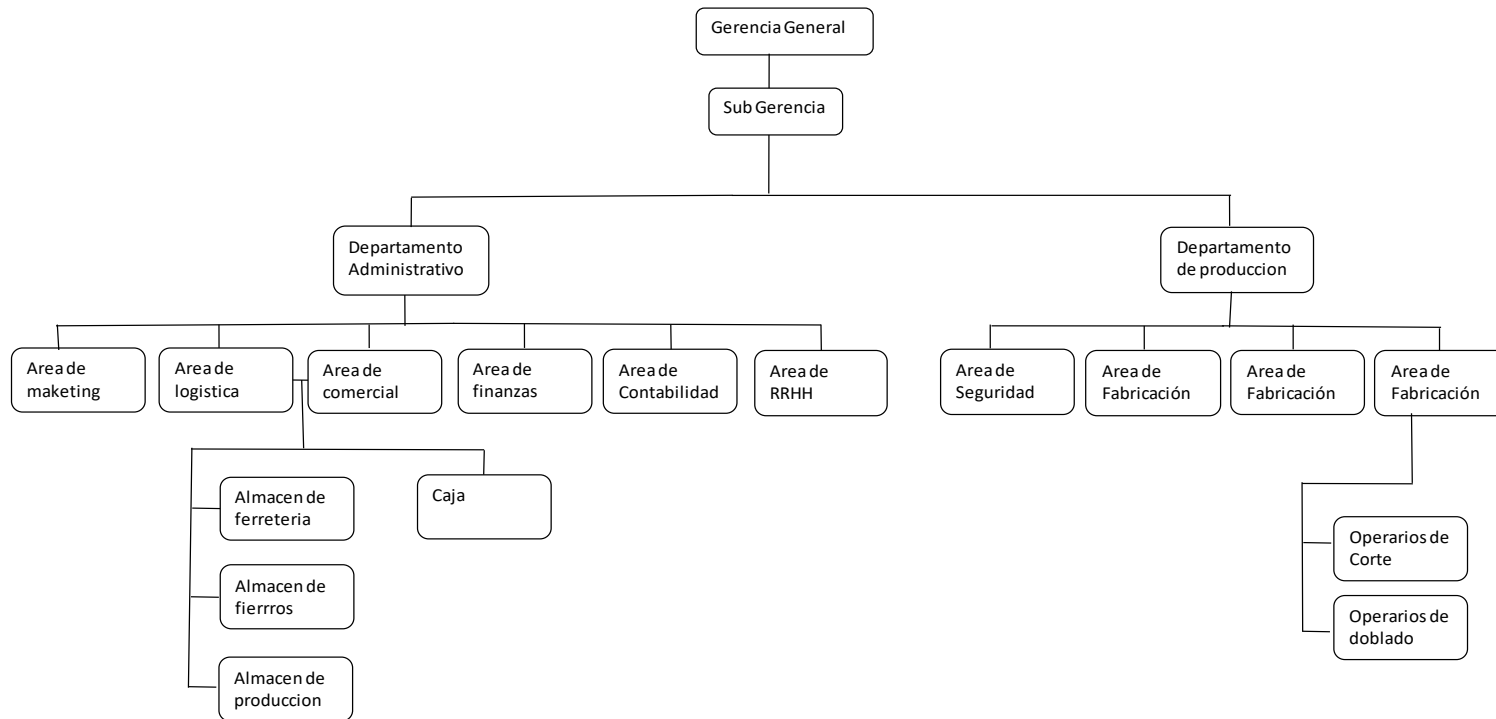 Gerencia General
Sub Gerencia
Departamento
Administrativo
Departamento
de produccion
Area de
maketing
Area de
logistica
Area de
comercial
Area de
finanzas
Area de
Contabilidad
Area de
RRHH
Area de
Seguridad
Area de
Fabricación
Area de
Fabricación
Area de
Fabricación
Almacen de
ferreteria
Caja
Almacen de
fierrros
Almacen de
produccion
Operarios de
Corte
Operarios de
doblado